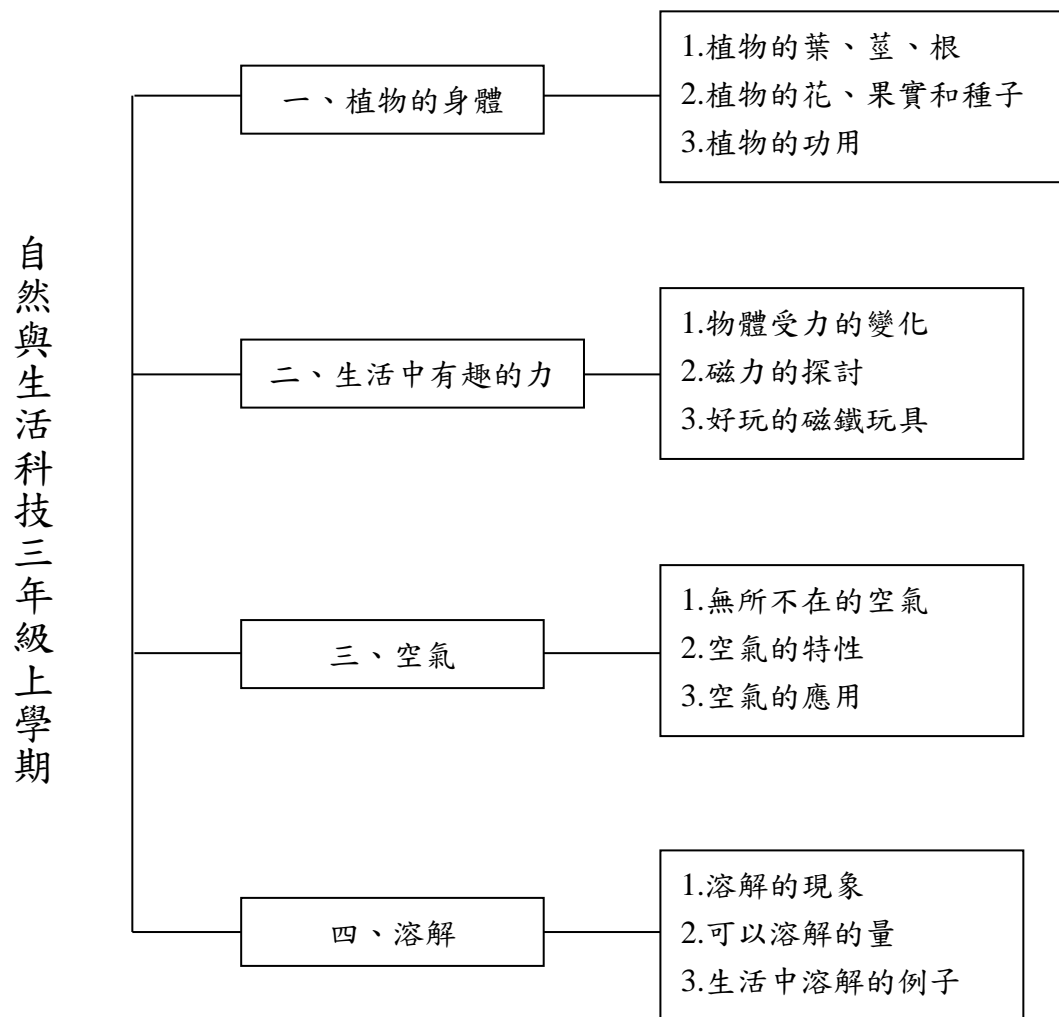 自然與生活科技三年級上學期
一、植物的身體
1.植物的葉、莖、根
2.植物的花、果實和種子
3.植物的功用
二、生活中有趣的力
1.物體受力的變化
2.磁力的探討
3.好玩的磁鐵玩具
三、空氣
1.無所不在的空氣
2.空氣的特性
3.空氣的應用
四、溶解
1.溶解的現象
2.可以溶解的量
3.生活中溶解的例子